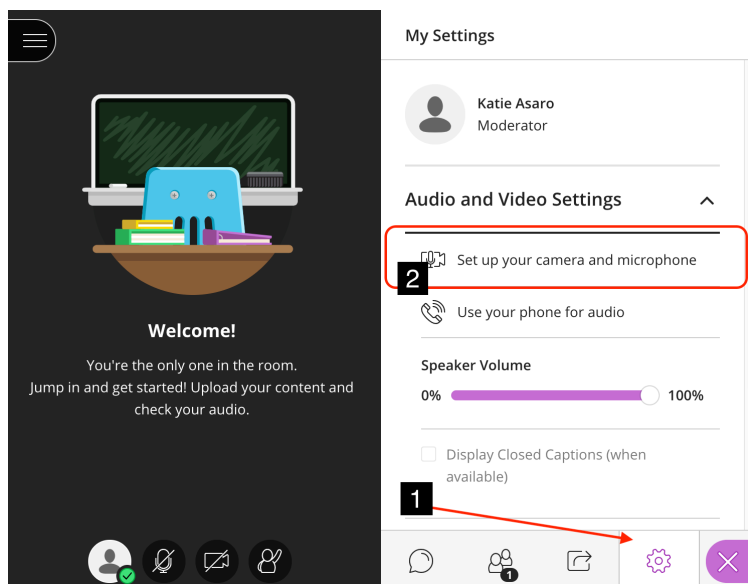 Welcome!
You're the only one in the room.
Jump in and get started! Upload your content and
check your audio.
My Settings
Katie Asaro
Moderator
Audio and Video Settings
2
Set up your camera and microphone
Use your phone for audio
Speaker Volume
0% 100%
Display Closed Captions (when
available)
1
1